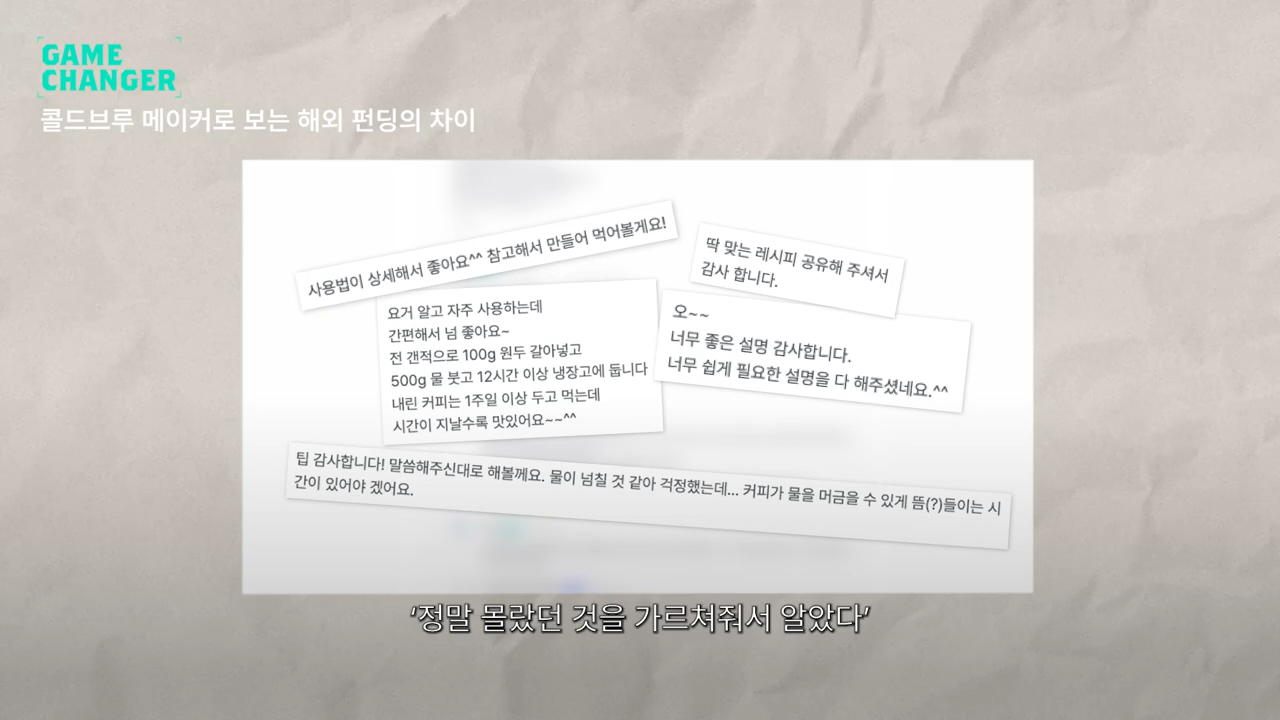 GAME
CHANGER
콜드브루 메이커로 보는 해외 펀딩의 차이
사용법이 상세해서 좋아요^^ 참고해서 만들어 먹어볼게요!
딱 맞는 레시피 공유해 주셔서
감사 합니다.
요거 알고 자주 사용하는데
간편해서 넘 좋아요~
전 갠적으로 100g 원두 갈아넣고
500g 물 붓고 12시간 이상 냉장고에 둡니다
내린 커피는 1주일 이상 두고 먹는데
시간이 지날수록 맛있어요~~^^
오~~
너무 좋은 설명 감사합니다.
너무 쉽게 필요한 설명을 다 해주셨네요.^^
팁 감사합니다! 말씀해주신대로 해볼께요. 물이 넘칠 것 같아 걱정했는데... 커피가 물을 머금을 수 있게 뜸(?)들이는 시
간이 있어야 겠어요.
‘정말 몰랐던 것을 가르쳐줘서 알았다’